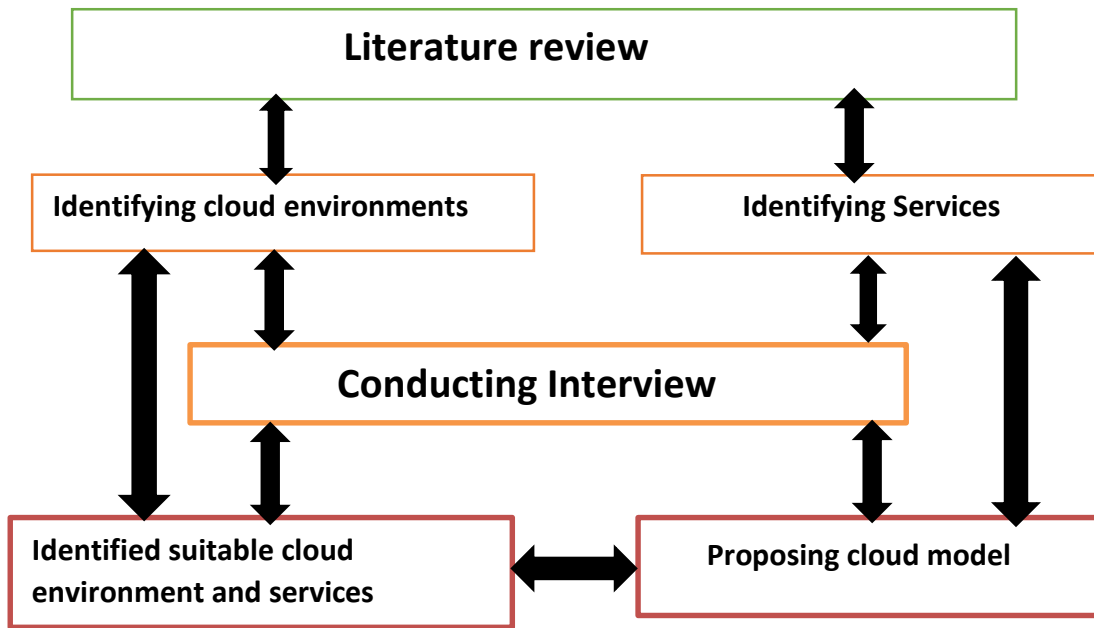 Literature review
Identifying cloud environments
Identifying Services
Conducting Interview
Identified suitable cloud
environment and services
Proposing cloud model